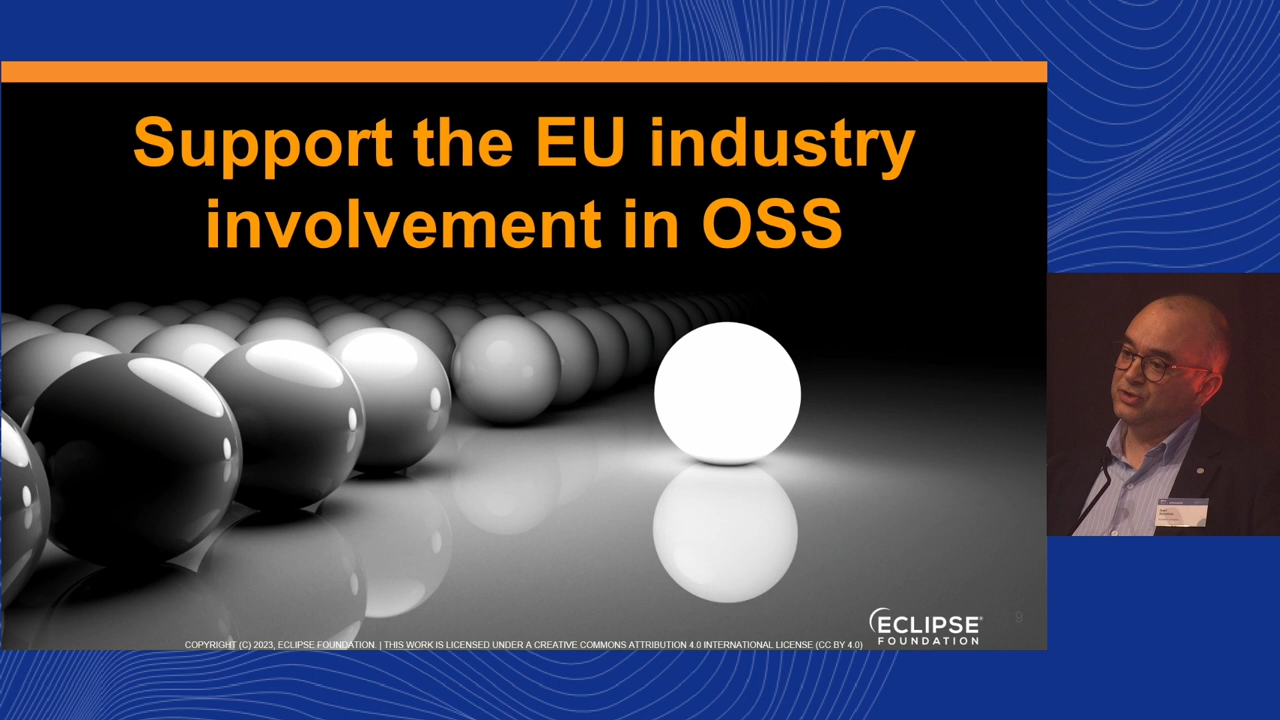 Support the EU industry
involvement in OSS
9
ECLIPSE
FOUNDATION
COPYRIGHT (C) 2023, ECLIPSE FOUNDATION. | THIS WORK IS LICENSED UNDER A CREATIVE COMMONS ATTRIBUTION 4.0 INTERNATIONAL LICENSE (CC BY 4.0)